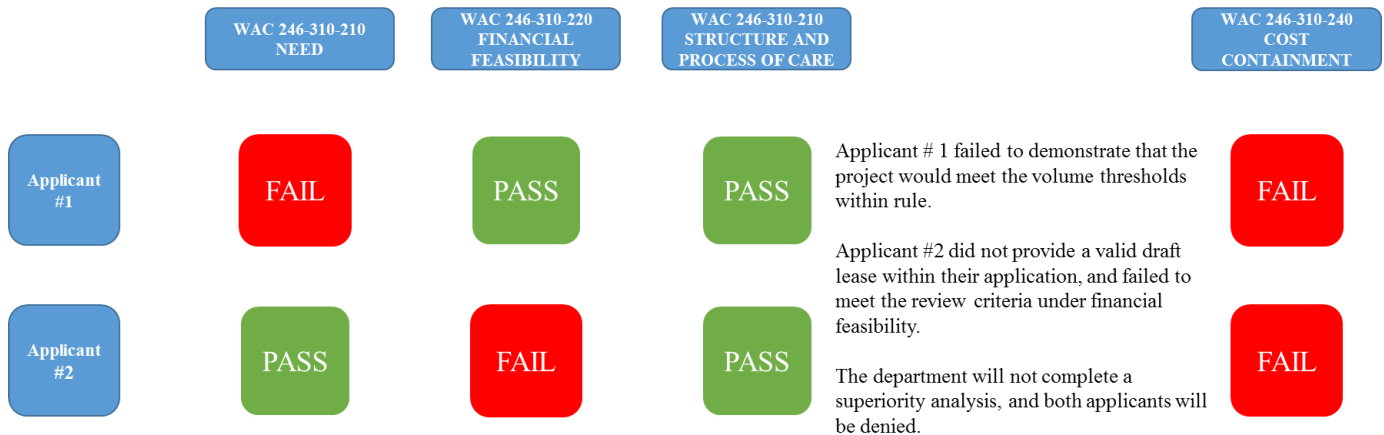 WAC 246-310-210
NEED
WAC 246-310-220
FINANCIAL
FEASIBILITY
WAC 246-310-210
STRUCTURE AND
PROCESS OF CARE
WAC 246-310-240
COST
CONTAINMENT
Applicant
#1
FAIL
PASS
PASS
Applicant # 1 failed to demonstrate that the
project would meet the volume thresholds
within rule.
FAIL
Applicant #2 did not provide a valid draft
lease within their application, and failed to
meet the review criteria under financial
feasibility.
Applicant
#2
PASS
FAIL
PASS
The department will not complete a
superiority analysis, and both applicants will
be denied.
FAIL